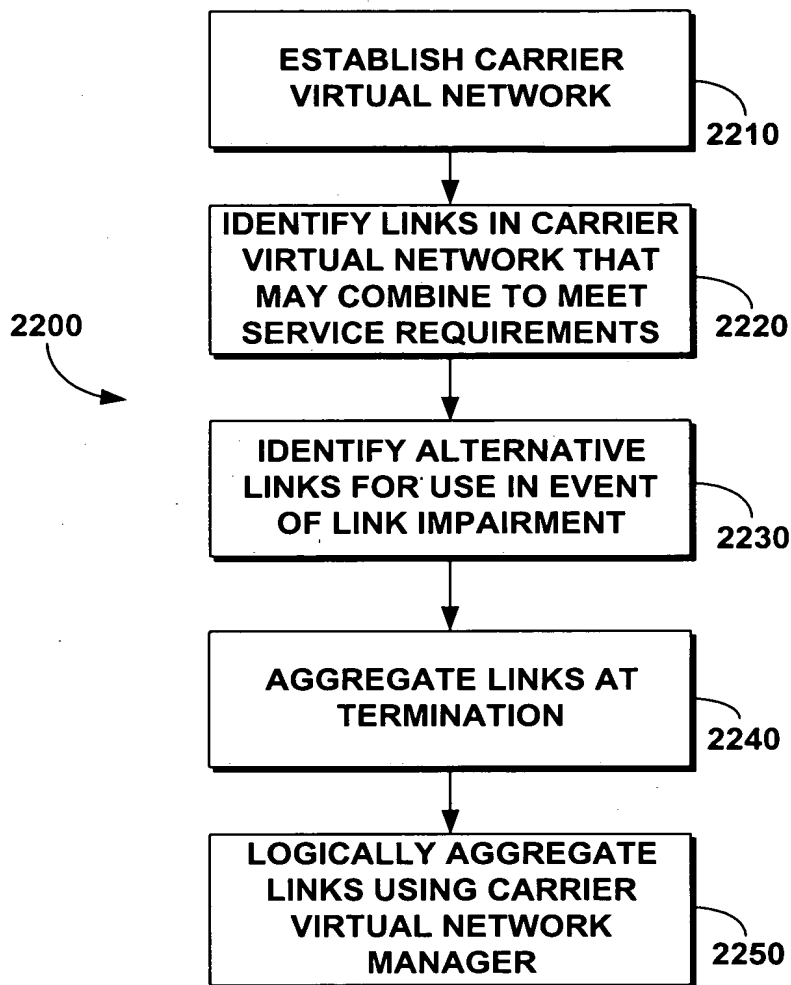 ESTABLISH CARRIER
VIRTUAL NETWORK
2210
IDENTIFY LINKS IN CARRIER
VIRTUAL NETWORK THAT
MAY COMBINE TO MEET
SERVICE REQUIREMENTS
2220
2200
IDENTIFY ALTERNATIVE
LINKS FOR USE IN EVENT
OF LINK IMPAIRMENT
2230
AGGREGATE LINKS AT
TERMINATION
2240
LOGICALLY AGGREGATE
LINKS USING CARRIER
VIRTUAL NETWORK
MANAGER
2250